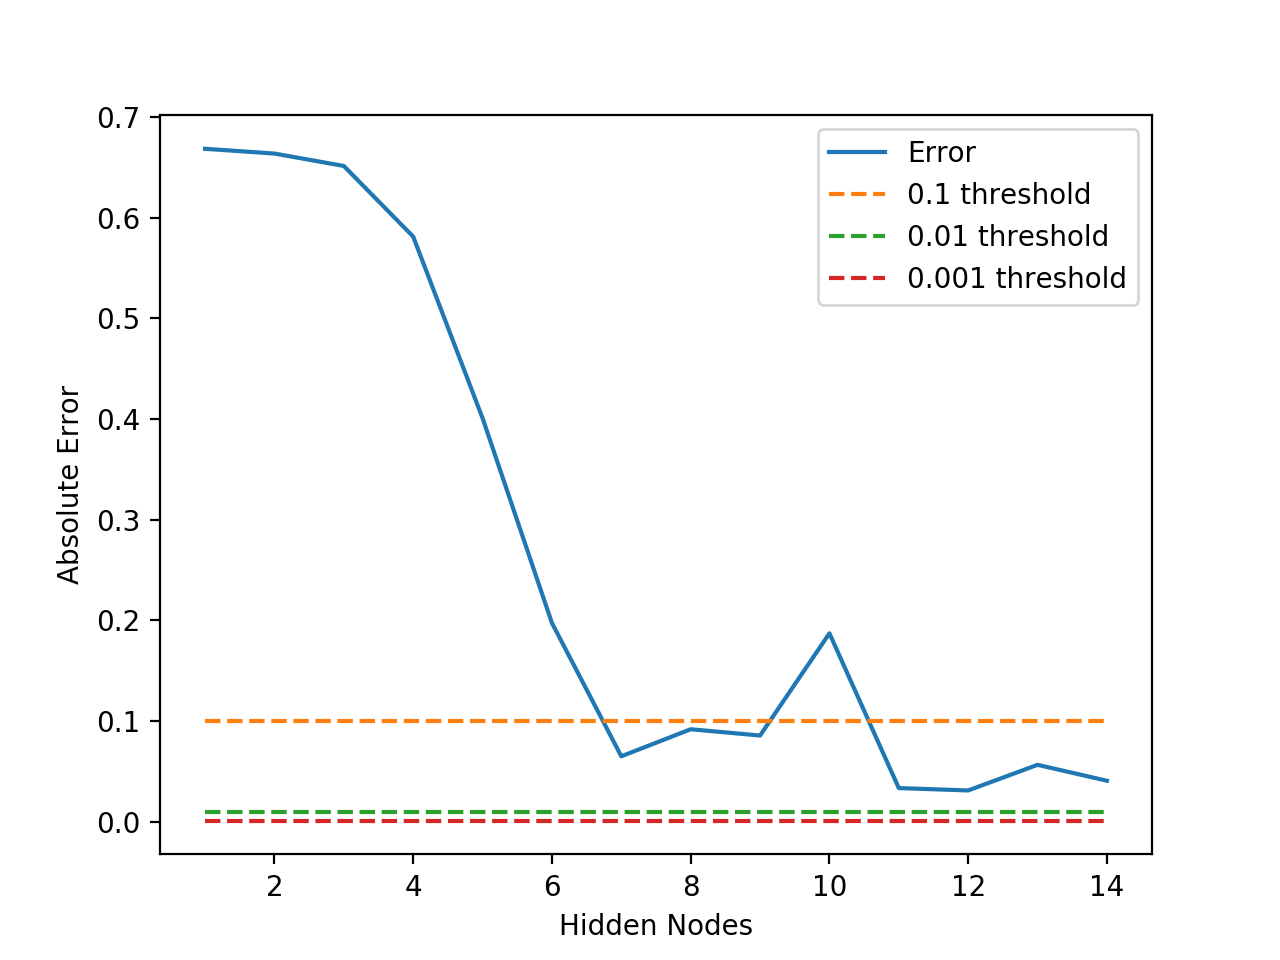 0.7
0.6
0.5
0.4
0.3
0.2
0.1
0.0
Absolute Error
Error
0.1 threshold
0.01 threshold
0.001 threshold
2 4 6 8 10 12 14
Hidden Nodes